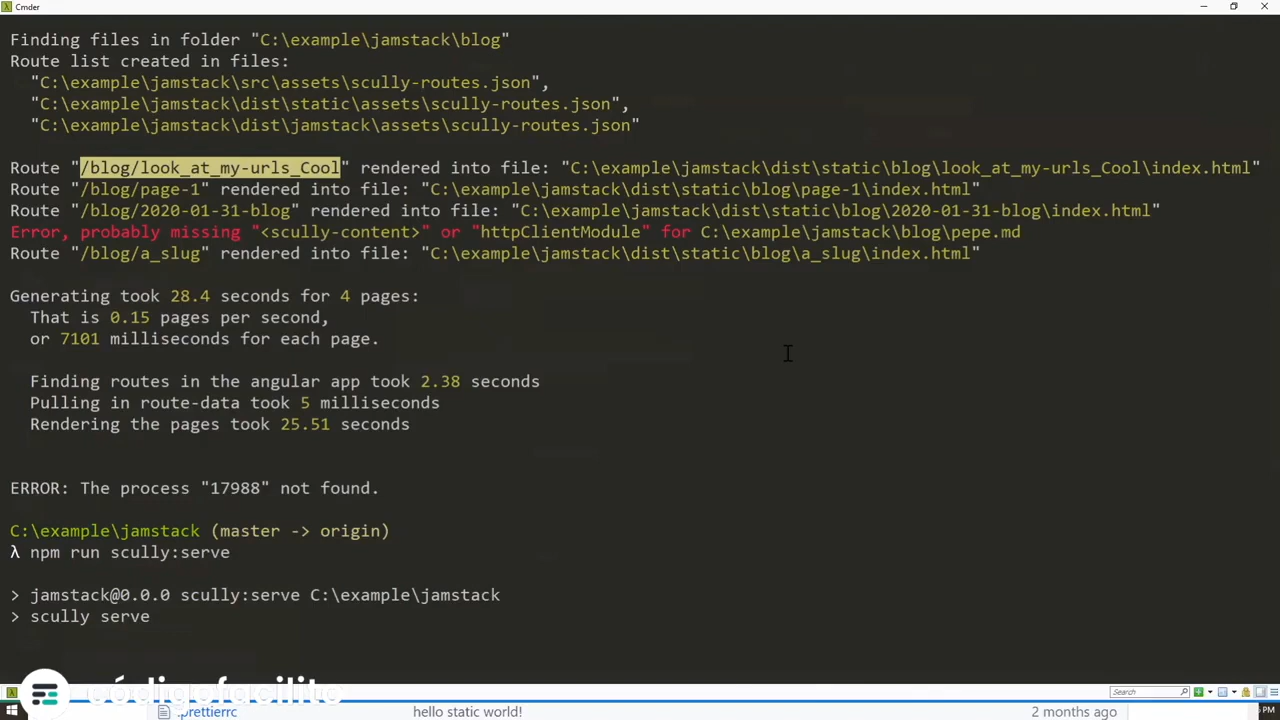 Cmder
Finding files in folder "C:\example\jamstack\blog"
Route list created in files:
"C:\example\jamstack\src\assets\scully-routes.json",
"C:\example\jamstack\dist\static\assets\scully-routes.json",
"C:\example\jamstack\dist\jamstack\assets\scully-routes.json"
Route "/blog/look_at_my-urls_Cool" rendered into file: "C:\example\jamstack\dist\static\blog\look_at_my-urls_Cool\index.html"
Route "/blog/page-1" rendered into file: "C:\example\jamstack\dist\static\blog\page-1\index.html"
Route "/blog/2020-01-31-blog" rendered into file: "C:\example\jamstack\dist\static\blog\2020-01-31-blog\index.html"
Error, probably missing "<scully-content>" or "httpClientModule" for C:\example\jamstack\blog\pepe.md
Route "/blog/a_slug" rendered into file: "C:\example\jamstack\dist\static\blog\a_slug\index.html"
Generating took 28.4 seconds for 4 pages:
That is 0.15 pages per second,
or 7101 milliseconds for each page.
Finding routes in the angular app took 2.38 seconds
Pulling in route-data took 5 milliseconds
Rendering the pages took 25.51 seconds
ERROR: The process "17988" not found.
C:\example\jamstack (master -> origin)
λ npm run scully:serve
> jamstack@0.0.0 scully:serve C:\example\jamstack
> scully serve
códigofacilito
Search
.prettierrc hello static world! 2 months ago
PM